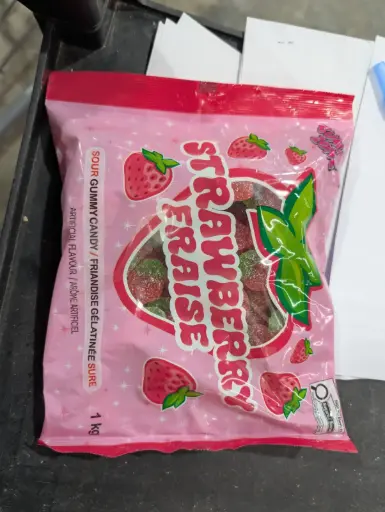 STRAWBERRY
FRAISE
SOUR GUMMY CANDY / FRIANDISE GÉLATINÉE SURE
ARTIFICIAL FLAVOUR / ARÔME ARTIFICIEL
1 kg